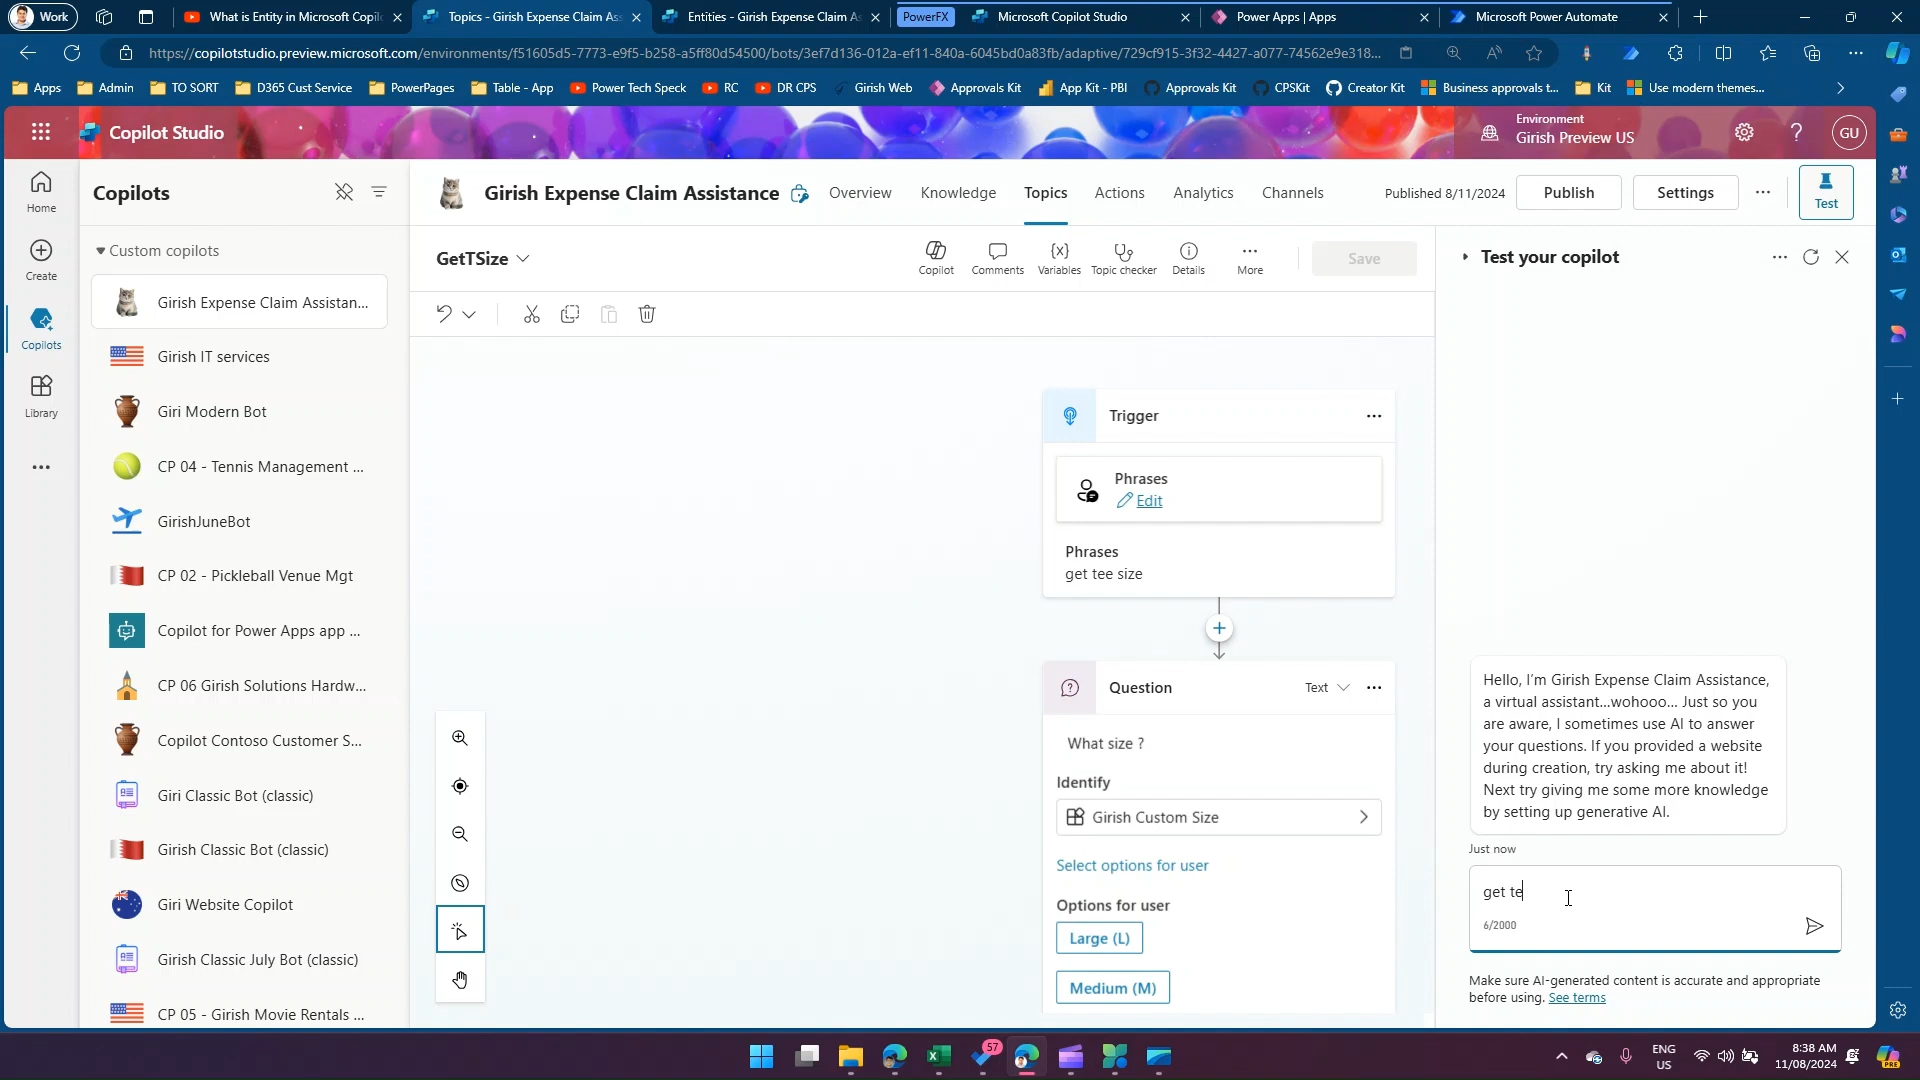 Work
What is Entity in Microsoft Copil
Topics - Girish Expense Claim As
Entities - Girish Expense Claim A
PowerFX
Microsoft Copilot Studio
Power Apps | Apps
Microsoft Power Automate
https://copilotstudio.preview.microsoft.com/environments/f51605d5-7773-e9f5-b258-a5ff80d54500/bots/3ef7d136-012a-ef11-840a-6045bd0a83fb/adaptive/729cf915-3f32-4427-a077-74562e9e318...
Apps
Admin
TO SORT
D365 Cust Service
PowerPages
Table - App
Power Tech Speck
RC
DR CPS
Girish Web
Approvals Kit
App Kit - PBI
Approvals Kit
CPSKit
Creator Kit
Business approvals t...
Kit
Use modern themes...
Copilot Studio
Environment
Girish Preview US
GU
Home
Create
Copilots
Library
Copilots
Custom copilots
Girish Expense Claim Assistan...
Girish IT services
Giri Modern Bot
CP 04 - Tennis Management ...
GirishJuneBot
CP 02 - Pickleball Venue Mgt
Copilot for Power Apps app ...
CP 06 Girish Solutions Hardw...
Copilot Contoso Customer S...
Giri Classic Bot (classic)
Girish Classic Bot (classic)
Giri Website Copilot
Girish Classic July Bot (classic)
CP 05 - Girish Movie Rentals ...
Girish Expense Claim Assistance
Overview
Knowledge
Topics
Actions
Analytics
Channels
Published 8/11/2024
Publish
Settings
Test
GetTSize
Copilot
Comments
Variables
Topic checker
Details
More
Save
Trigger
Phrases
Edit
Phrases
get tee size
Question
Text
What size ?
Identify
Girish Custom Size
Select options for user
Options for user
Large (L)
Medium (M)
Test your copilot
Hello, I'm Girish Expense Claim Assistance,
a virtual assistant...wohooo... Just so you
are aware, I sometimes use AI to answer
your questions. If you provided a website
during creation, try asking me about it!
Next try giving me some more knowledge
by setting up generative AI.
Just now
get te
6/2000
Make sure AI-generated content is accurate and appropriate
before using. See terms
57
ENG
US
8:38 AM
11/08/2024
PRE